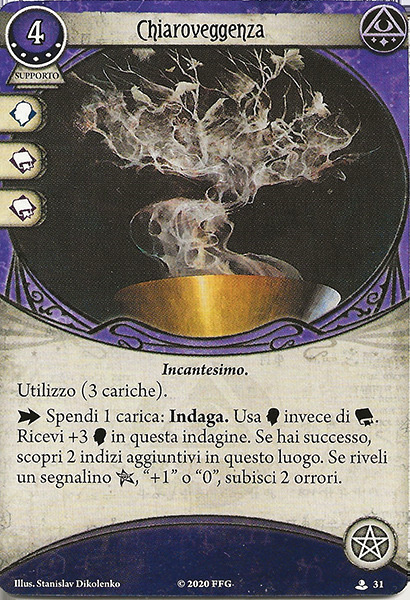 Chiaroveggenza
4
SUPPORTO
Incantesimo.
Utilizzo (3 cariche).
Spendi 1 carica: Indaga. Usa invece di .
Ricevi +3 in questa indagine. Se hai successo,
scopri 2 indizi aggiuntivi in questo luogo. Se riveli
un segnalino , “+1” o “0”, subisci 2 orrori.
Illus. Stanislav Dikolenko
© 2020 FFG
31